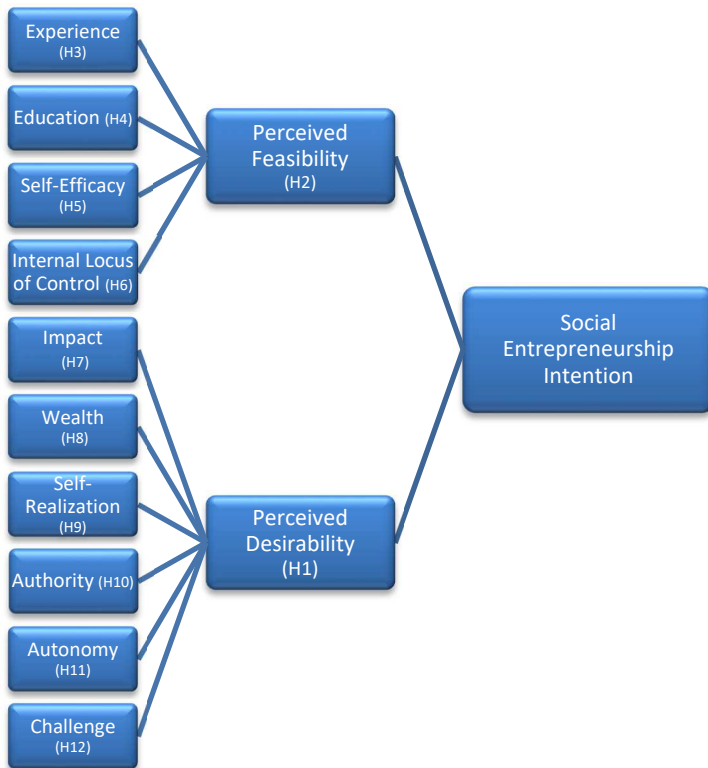 Experience
(H3)
Education (H4)
Self-Efficacy
(H5)
Internal Locus
of Control (H6)
Impact
(H7)
Wealth
(H8)
Self-
Realization
(H9)
Authority (H10)
Autonomy
(H11)
Challenge
(H12)
Perceived
Feasibility
(H2)
Perceived
Desirability
(H1)
Social
Entrepreneurship
Intention